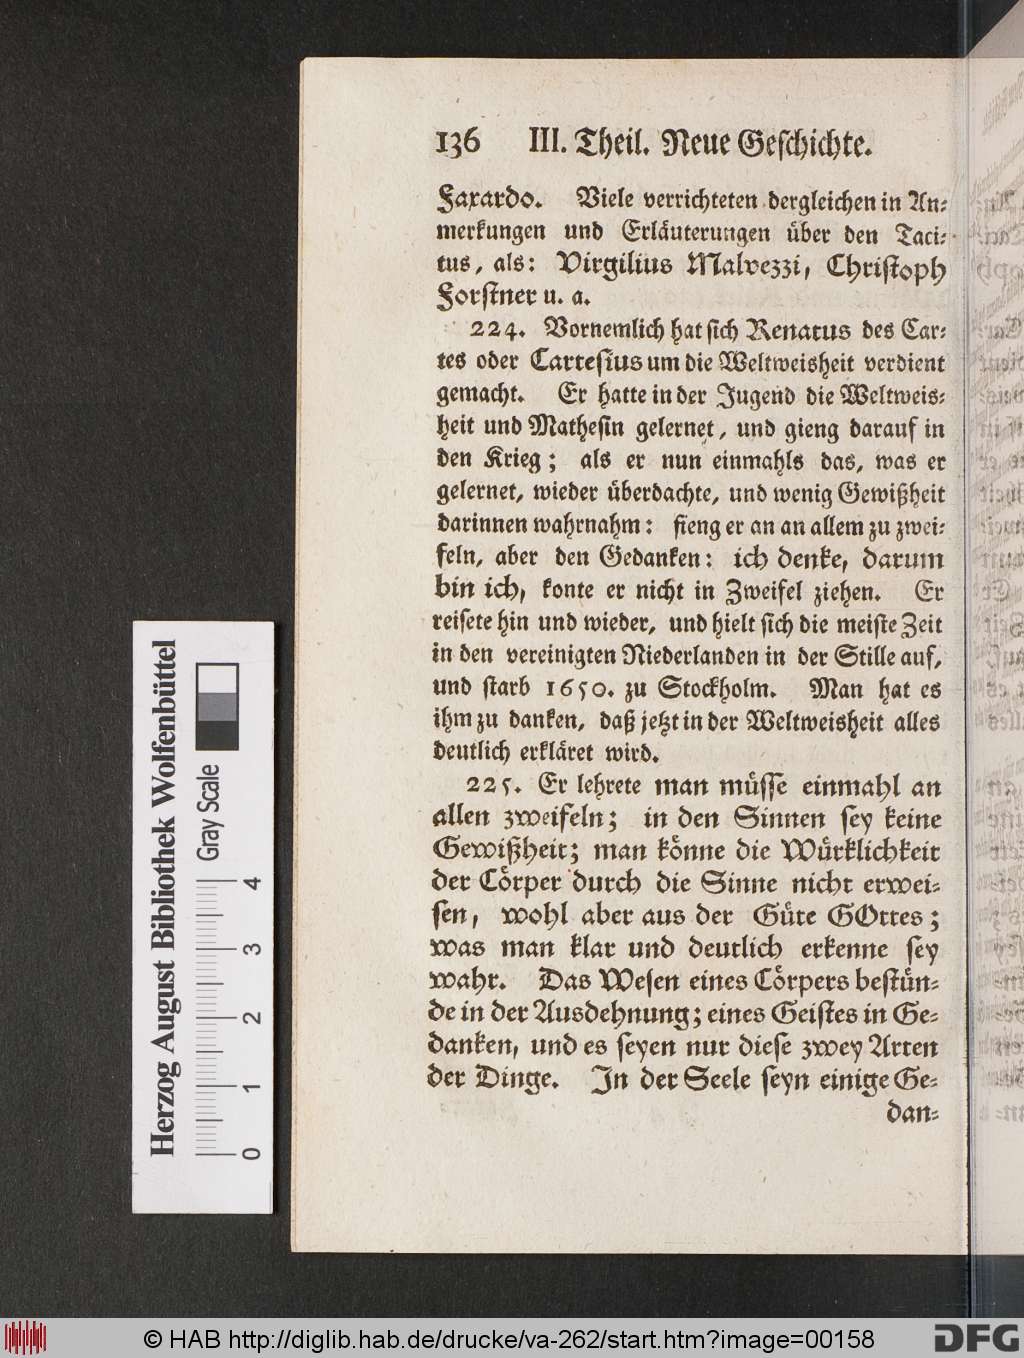 136 III. Theil. Neue Geschichte.
Faxardo. Viele verrichteten dergleichen in An-
merkungen und Erläuterungen über den Taci-
tus, als: Virgilius Malvezzi, Christoph
Forstner u. a.
224. Vornemlich hat sich Renatus des Car-
tes oder Cartesius um die Weltweisheit verdient
gemacht. Er hatte in der Jugend die Weltweis-
heit und Mathesin gelernet, und gieng darauf in
den Krieg; als er nun einmahls das, was er
gelernet, wieder überdachte, und wenig Gewißheit
darinnen wahrnahm: fieng er an an allem zu zwei-
feln, aber den Gedanken: ich denke, darum
bin ich, konte er nicht in Zweifel ziehen. Er
reisete hin und wieder, und hielt sich die meiste Zeit
in den vereinigten Niederlanden in der Stille auf,
und starb 1650. zu Stockholm. Man hat es
ihm zu danken, daß jetzt in der Weltweisheit alles
deutlich erkläret wird.
225. Er lehrete man müsse einmahl an
allen zweifeln; in den Sinnen sey keine
Gewißheit; man könne die Würklichkeit
der Cörper durch die Sinne nicht erwei-
sen, wohl aber aus der Güte GOttes;
was man klar und deutlich erkenne sey
wahr. Das Wesen eines Cörpers bestün-
de in der Ausdehnung; eines Geistes in Ge-
danken, und es seyen nur diese zwey Arten
der Dinge. In der Seele seyn einige Ge-
dan-
Herzog August Bibliothek Wolfenbüttel
Gray Scale
0 1 2 3 4
© HAB http://diglib.hab.de/drucke/va-262/start.htm?image=00158
DFG